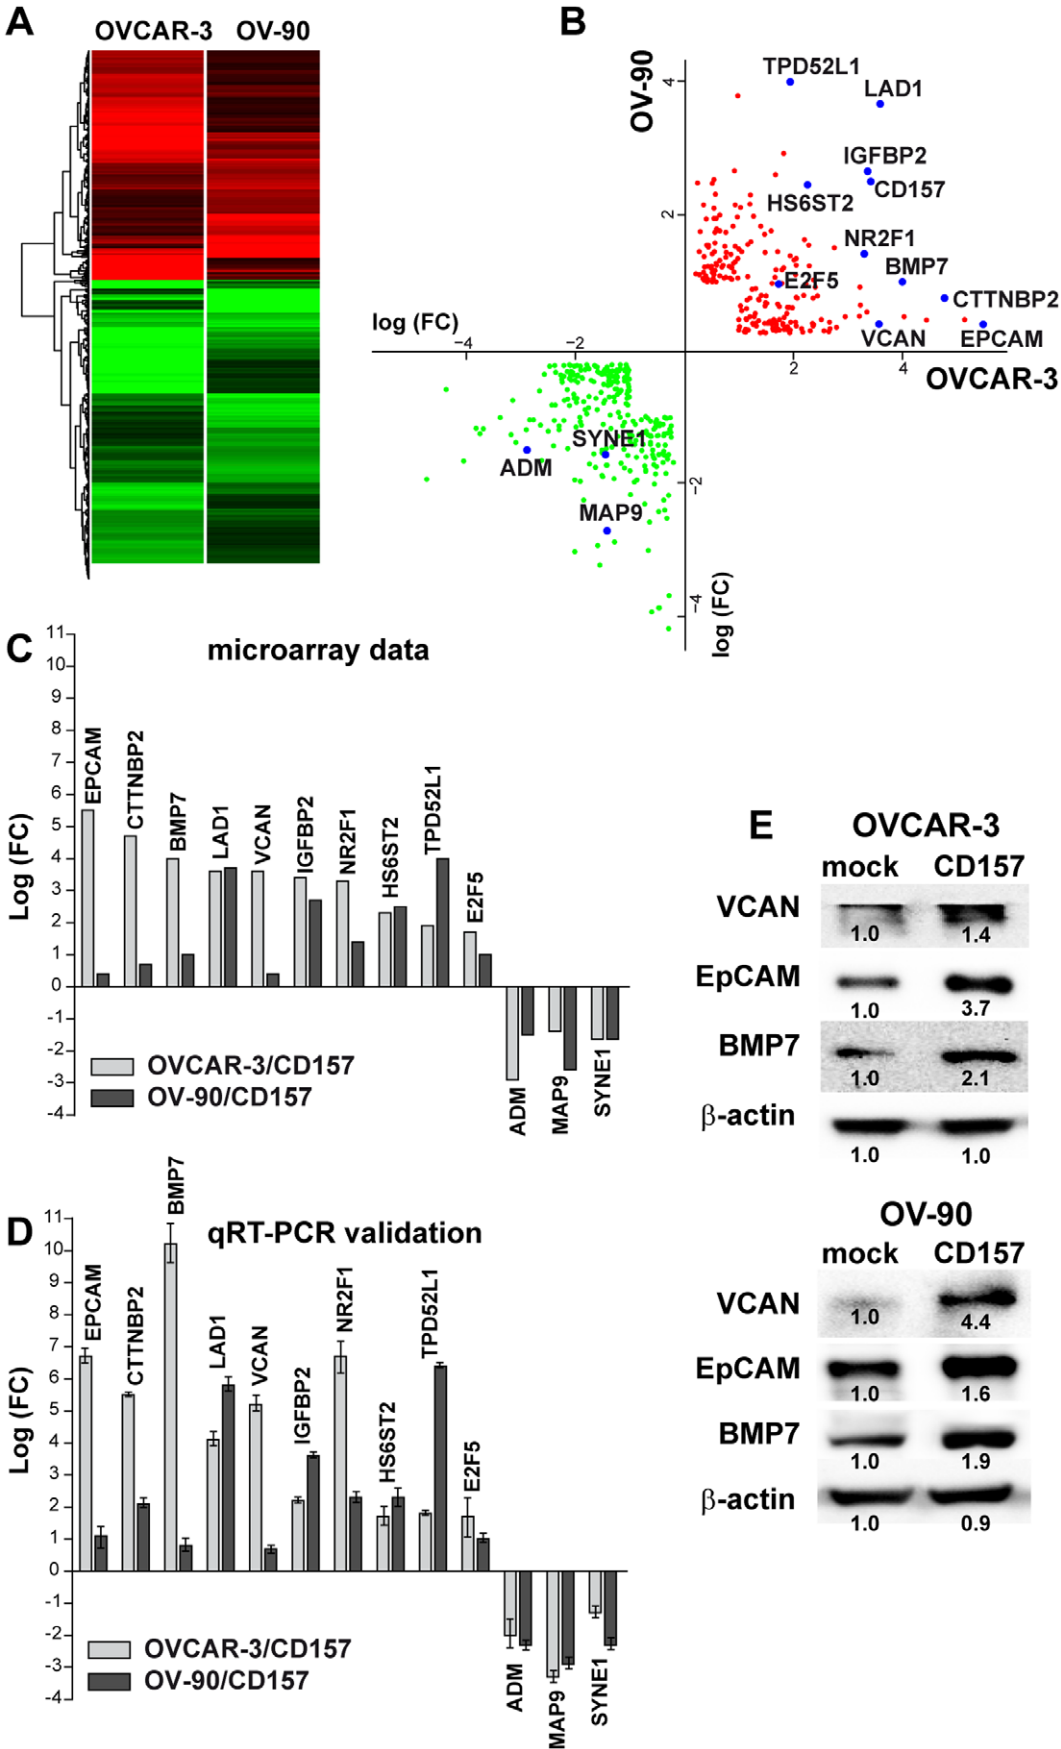 A
OVCAR-3 OV-90
B
OV-90
4
2
TPD52L1
LAD1
IGFBP2
CD157
HS6ST2
NR2F1
BMP7
E2F5
CTTNBP2
VCAN
EPCAM
log (FC)
−4
−2
2
4
OVCAR-3
SYNE1
ADM
MAP9
−2
−4
log (FC)
C
microarray data
Log (FC)
11
10
9
8
7
6
5
4
3
2
1
0
-1
-2
-3
-4
EPCAM
CTTNBP2
BMP7
LAD1
VCAN
IGFBP2
NR2F1
HS6ST2
TPD52L1
E2F5
ADM
MAP9
SYNE1
OVCAR-3/CD157
OV-90/CD157
D
qRT-PCR validation
Log (FC)
11
10
9
8
7
6
5
4
3
2
1
0
-1
-2
-3
-4
EPCAM
CTTNBP2
BMP7
LAD1
VCAN
IGFBP2
NR2F1
HS6ST2
TPD52L1
E2F5
ADM
MAP9
SYNE1
OVCAR-3/CD157
OV-90/CD157
E
OVCAR-3
mock CD157
VCAN
1.0 1.4
EpCAM
1.0 3.7
BMP7
1.0 2.1
β-actin
1.0 1.0
OV-90
mock CD157
VCAN
1.0 4.4
EpCAM
1.0 1.6
BMP7
1.0 1.9
β-actin
1.0 0.9